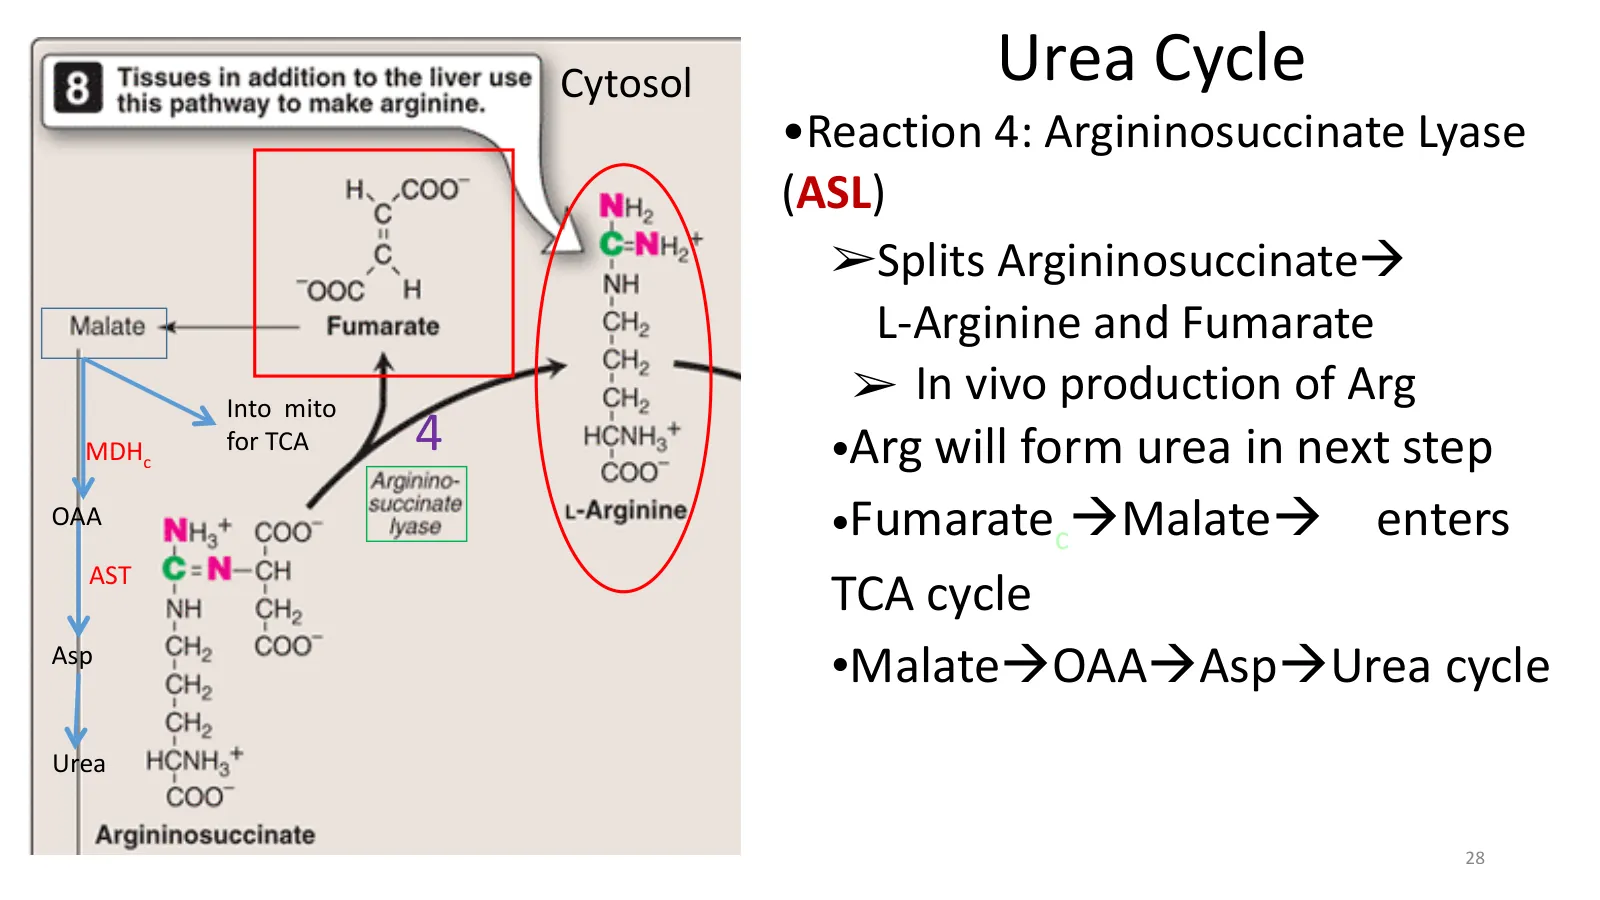 Urea Cycle
•Reaction 4: Argininosuccinate Lyase
(ASL)
➢Splits Argininosuccinate→
L-Arginine and Fumarate
➢ In vivo production of Arg
•Arg will form urea in next step
•Fumarate c →Malate→ enters
TCA cycle
•Malate→OAA→Asp→Urea cycle
28
8 Tissues in addition to the liver use
this pathway to make arginine.
Cytosol
H COO⁻
C
=
C
⁻OOC H
Fumarate
Malate
Into mito
for TCA
MDHc
OAA
AST
Asp
Urea
4
Arginino-
succinate
lyase
NH₂
C=NH₂⁺
NH
CH₂
CH₂
CH₂
HCNH₃⁺
COO⁻
L-Arginine
NH₃⁺ COO⁻
C=N—CH
NH CH₂
CH₂ COO⁻
CH₂
CH₂
HCNH₃⁺
COO⁻
Argininosuccinate